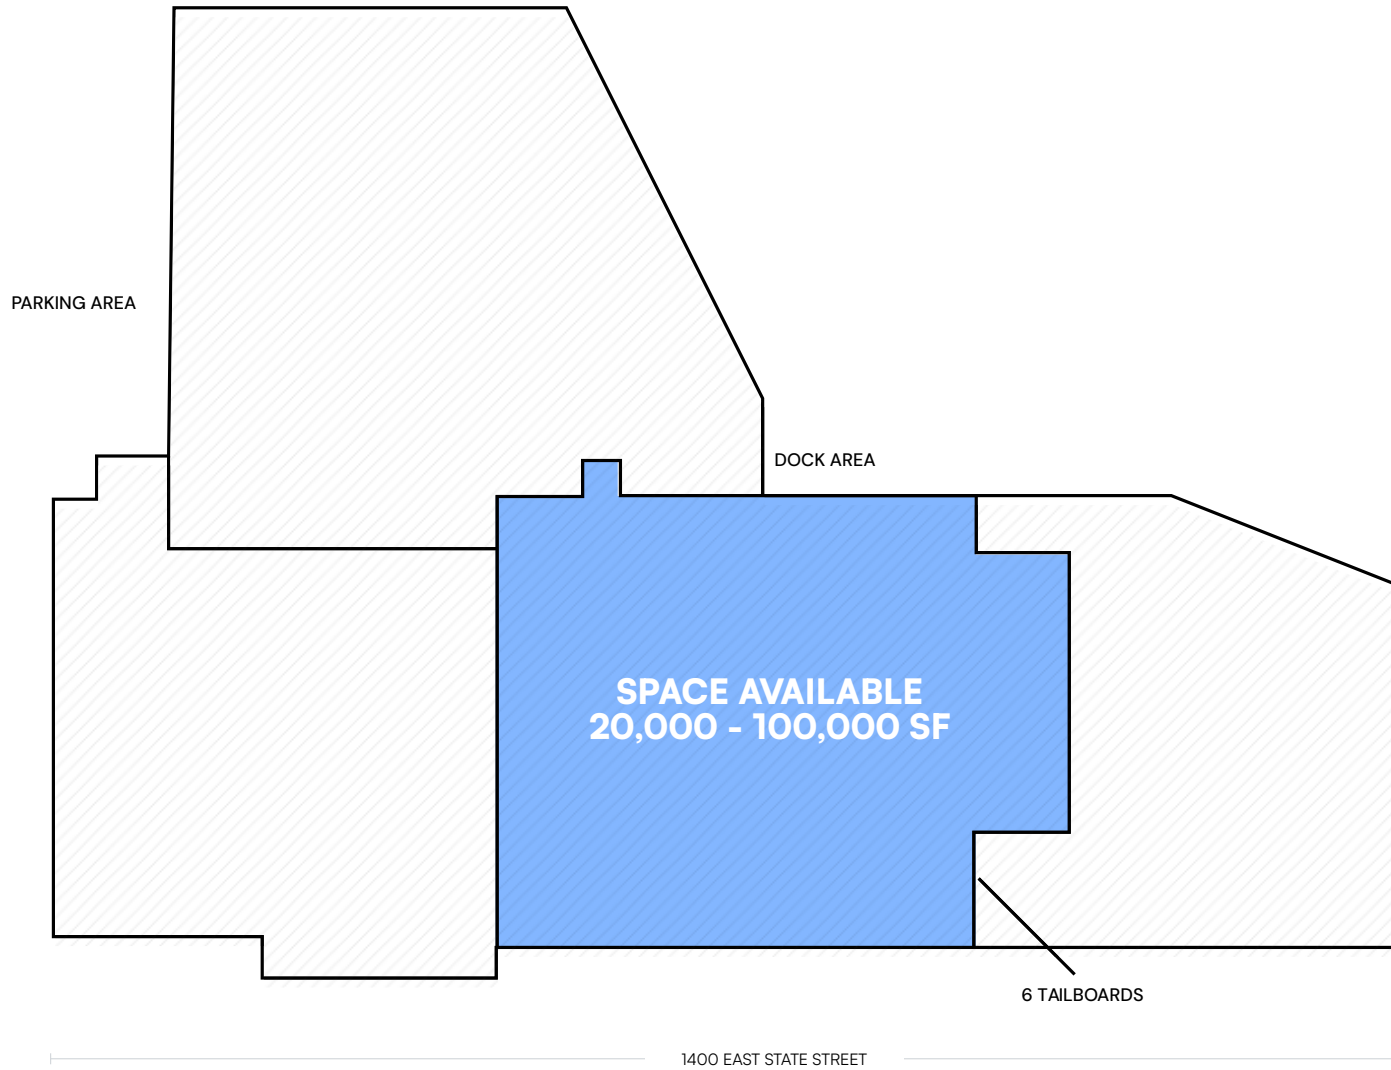 PARKING AREA
DOCK AREA
SPACE AVAILABLE
20,000 - 100,000 SF
6 TAILBOARDS
1400 EAST STATE STREET